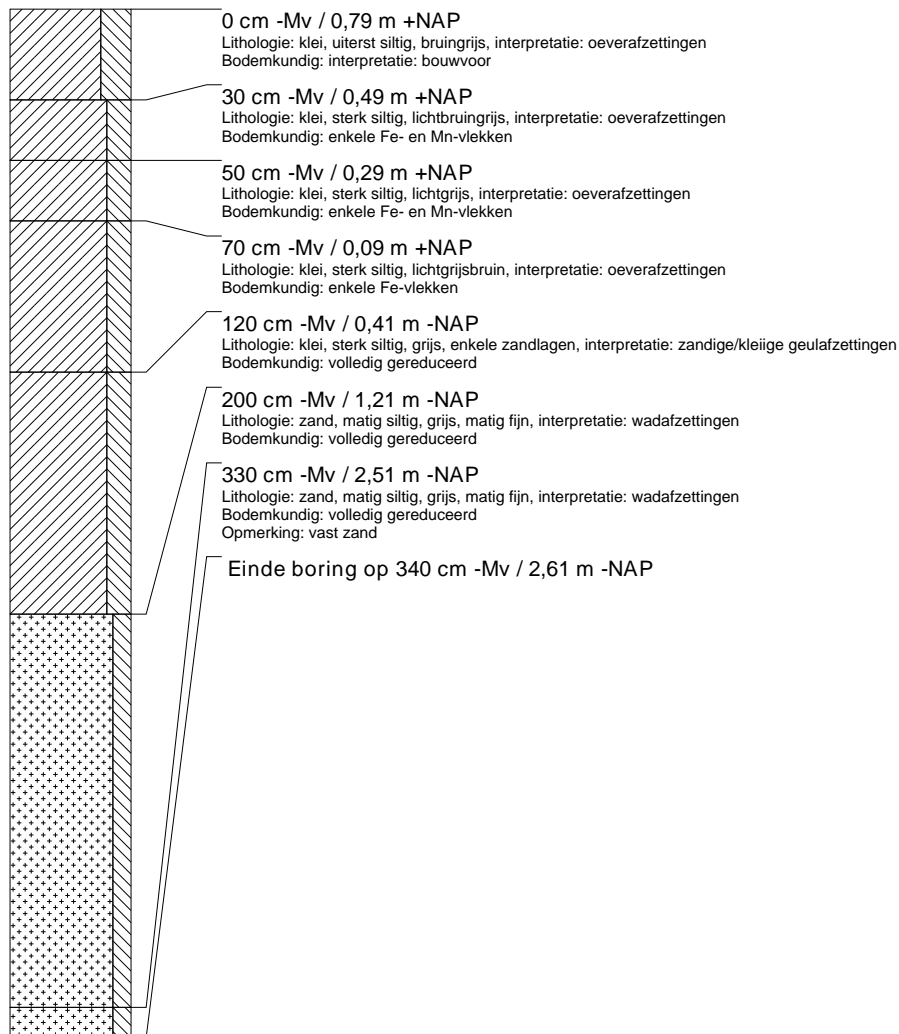 0 cm -Mv / 0,79 m +NAP
Lithologie: klei, uiterst siltig, bruingrijs, interpretatie: oeverafzettingen
Bodemkundig: interpretatie: bouwvoor
30 cm -Mv / 0,49 m +NAP
Lithologie: klei, sterk siltig, lichtbruingrijs, interpretatie: oeverafzettingen
Bodemkundig: enkele Fe- en Mn-vlekken
50 cm -Mv / 0,29 m +NAP
Lithologie: klei, sterk siltig, lichtgrijs, interpretatie: oeverafzettingen
Bodemkundig: enkele Fe- en Mn-vlekken
70 cm -Mv / 0,09 m +NAP
Lithologie: klei, sterk siltig, lichtgrijsbruin, interpretatie: oeverafzettingen
Bodemkundig: enkele Fe-vlekken
120 cm -Mv / 0,41 m -NAP
Lithologie: klei, sterk siltig, grijs, enkele zandlagen, interpretatie: zandige/kleiige geulafzettingen
Bodemkundig: volledig gereduceerd
200 cm -Mv / 1,21 m -NAP
Lithologie: zand, matig siltig, grijs, matig fijn, interpretatie: wadafzettingen
Bodemkundig: volledig gereduceerd
330 cm -Mv / 2,51 m -NAP
Lithologie: zand, matig siltig, grijs, matig fijn, interpretatie: wadafzettingen
Bodemkundig: volledig gereduceerd
Opmerking: vast zand
Einde boring op 340 cm -Mv / 2,61 m -NAP